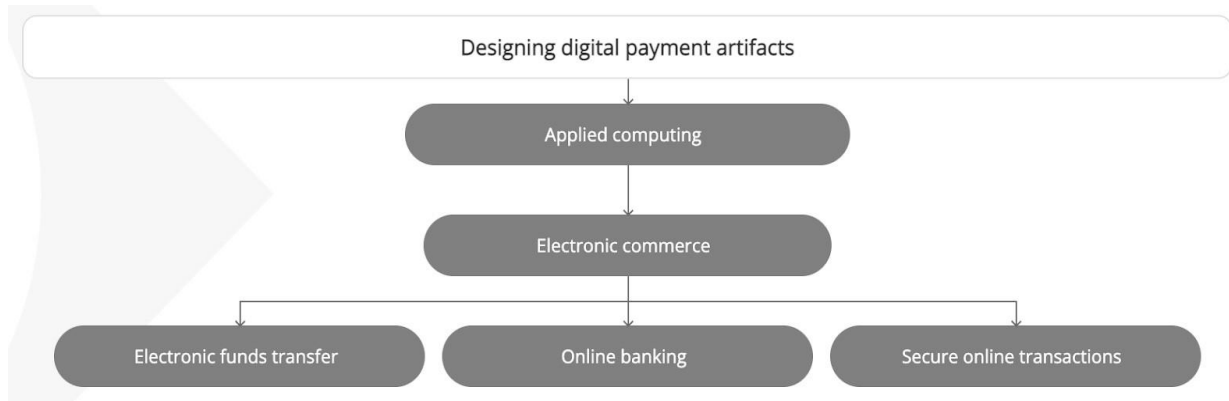 Designing digital payment artifacts
Applied computing
Electronic commerce
Electronic funds transfer
Online banking
Secure online transactions